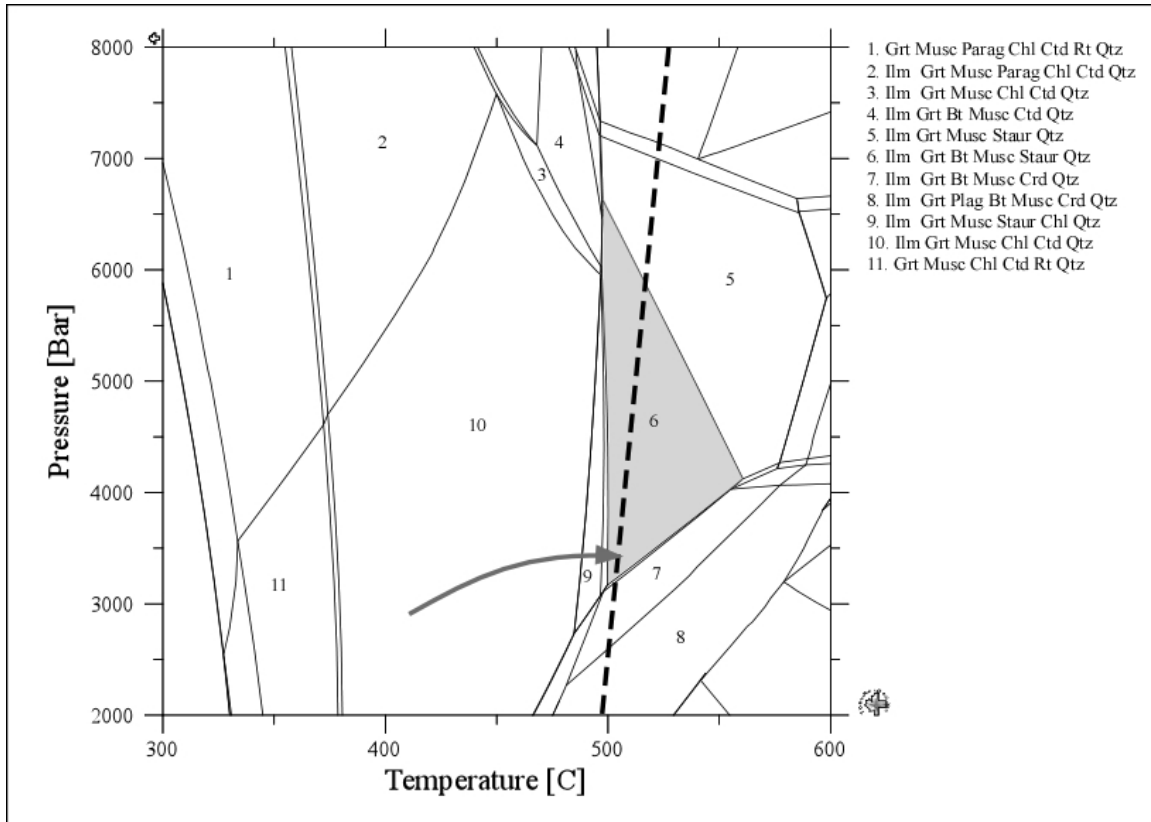 8000
7000
6000
5000
4000
3000
2000
Pressure [Bar]
300
400
500
600
Temperature [C]
1
2
3
4
5
6
7
8
9
10
11
1. Grt Musc Parag Chl Ctd Rt Qtz
2. Ilm Grt Musc Parag Chl Ctd Qtz
3. Ilm Grt Musc Chl Ctd Qtz
4. Ilm Grt Bt Musc Ctd Qtz
5. Ilm Grt Musc Staur Qtz
6. Ilm Grt Bt Musc Staur Qtz
7. Ilm Grt Bt Musc Crd Qtz
8. Ilm Grt Plag Bt Musc Crd Qtz
9. Ilm Grt Musc Staur Chl Qtz
10. Ilm Grt Musc Chl Ctd Qtz
11. Grt Musc Chl Ctd Rt Qtz